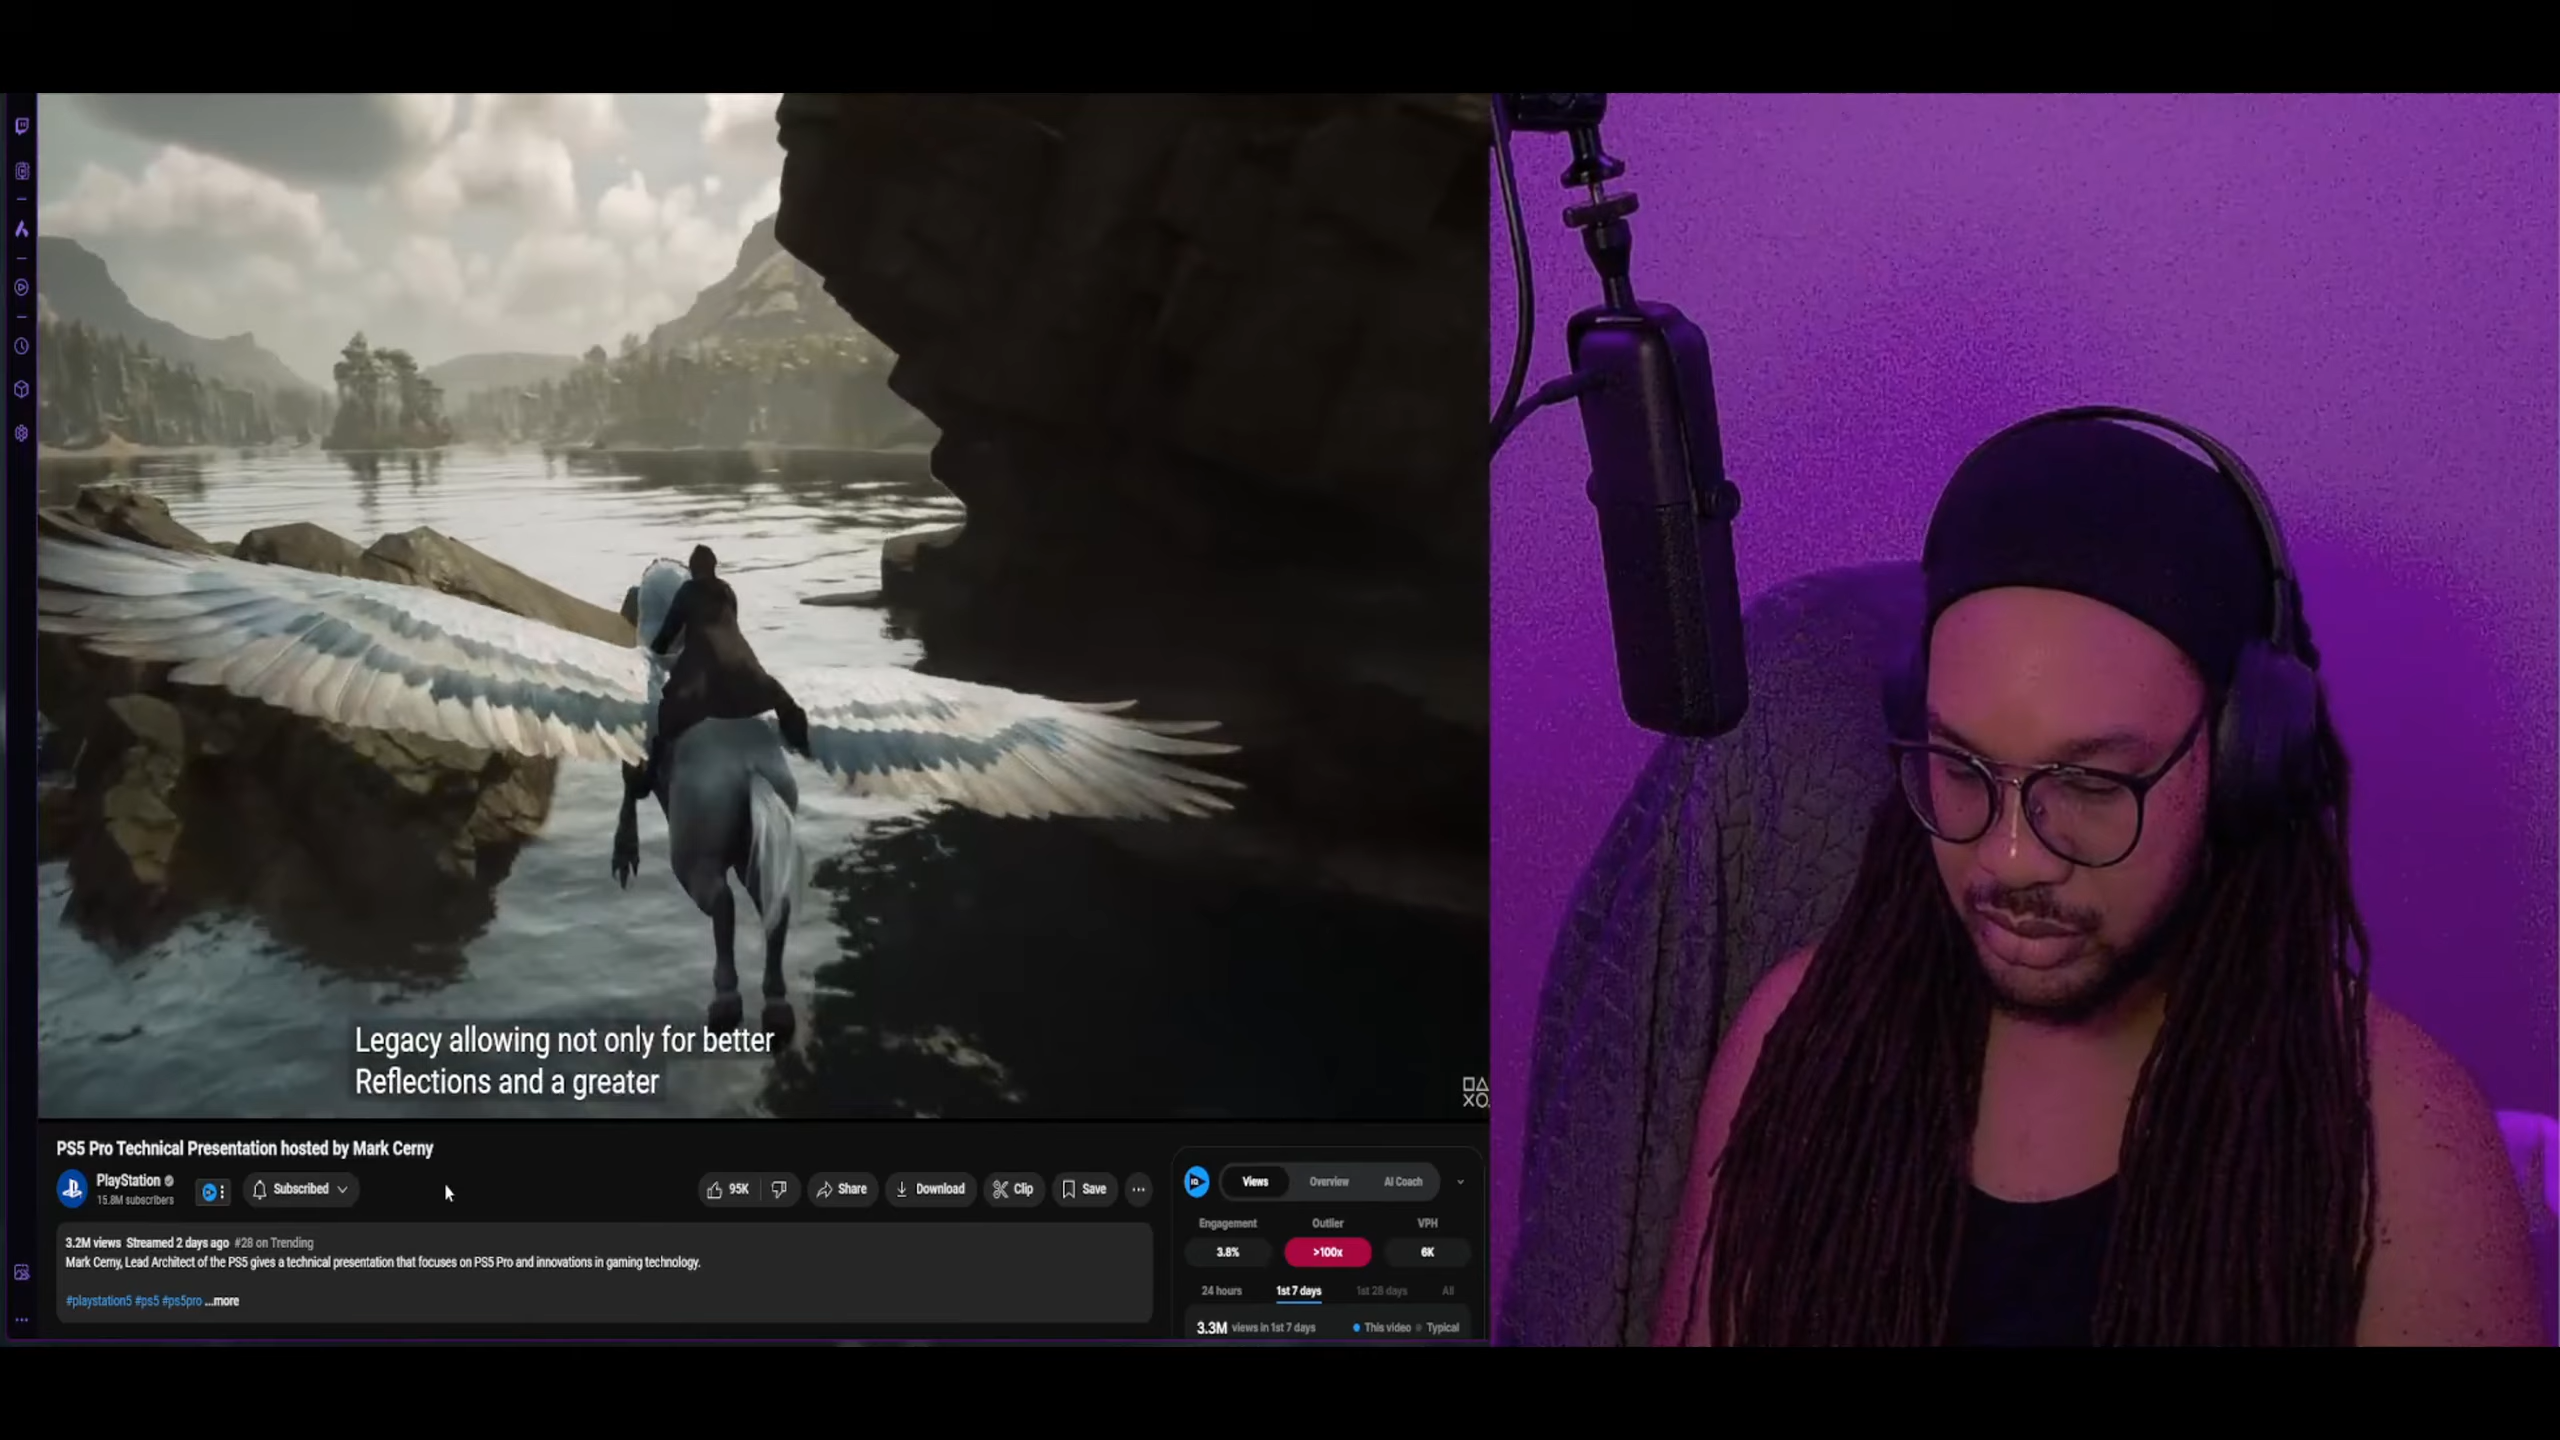 Legacy allowing not only for better
Reflections and a greater
PS5 Pro Technical Presentation hosted by Mark Cerny
PlayStation
15.8M subscribers
Subscribed
95K
Share
Download
Clip
Save
3.2M views Streamed 2 days ago #28 on Trending
Mark Cerny, Lead Architect of the PS5 gives a technical presentation that focuses on PS5 Pro and innovations in gaming technology.
#playstation5 #ps5 #ps5pro ...more
IQ
Views Overview AI Coach
Engagement Outlier VPH
3.8% >100x 6K
24 hours 1st 7 days 1st 28 days All
3.3M views in 1st 7 days This video Typical